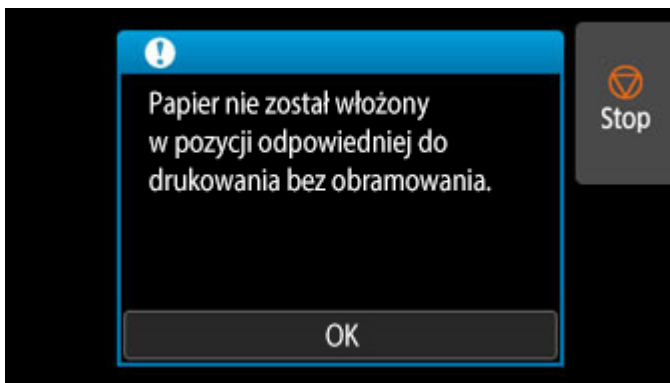 Papier nie został włożony
w pozycji odpowiedniej do
drukowania bez obramowania.
Stop
OK